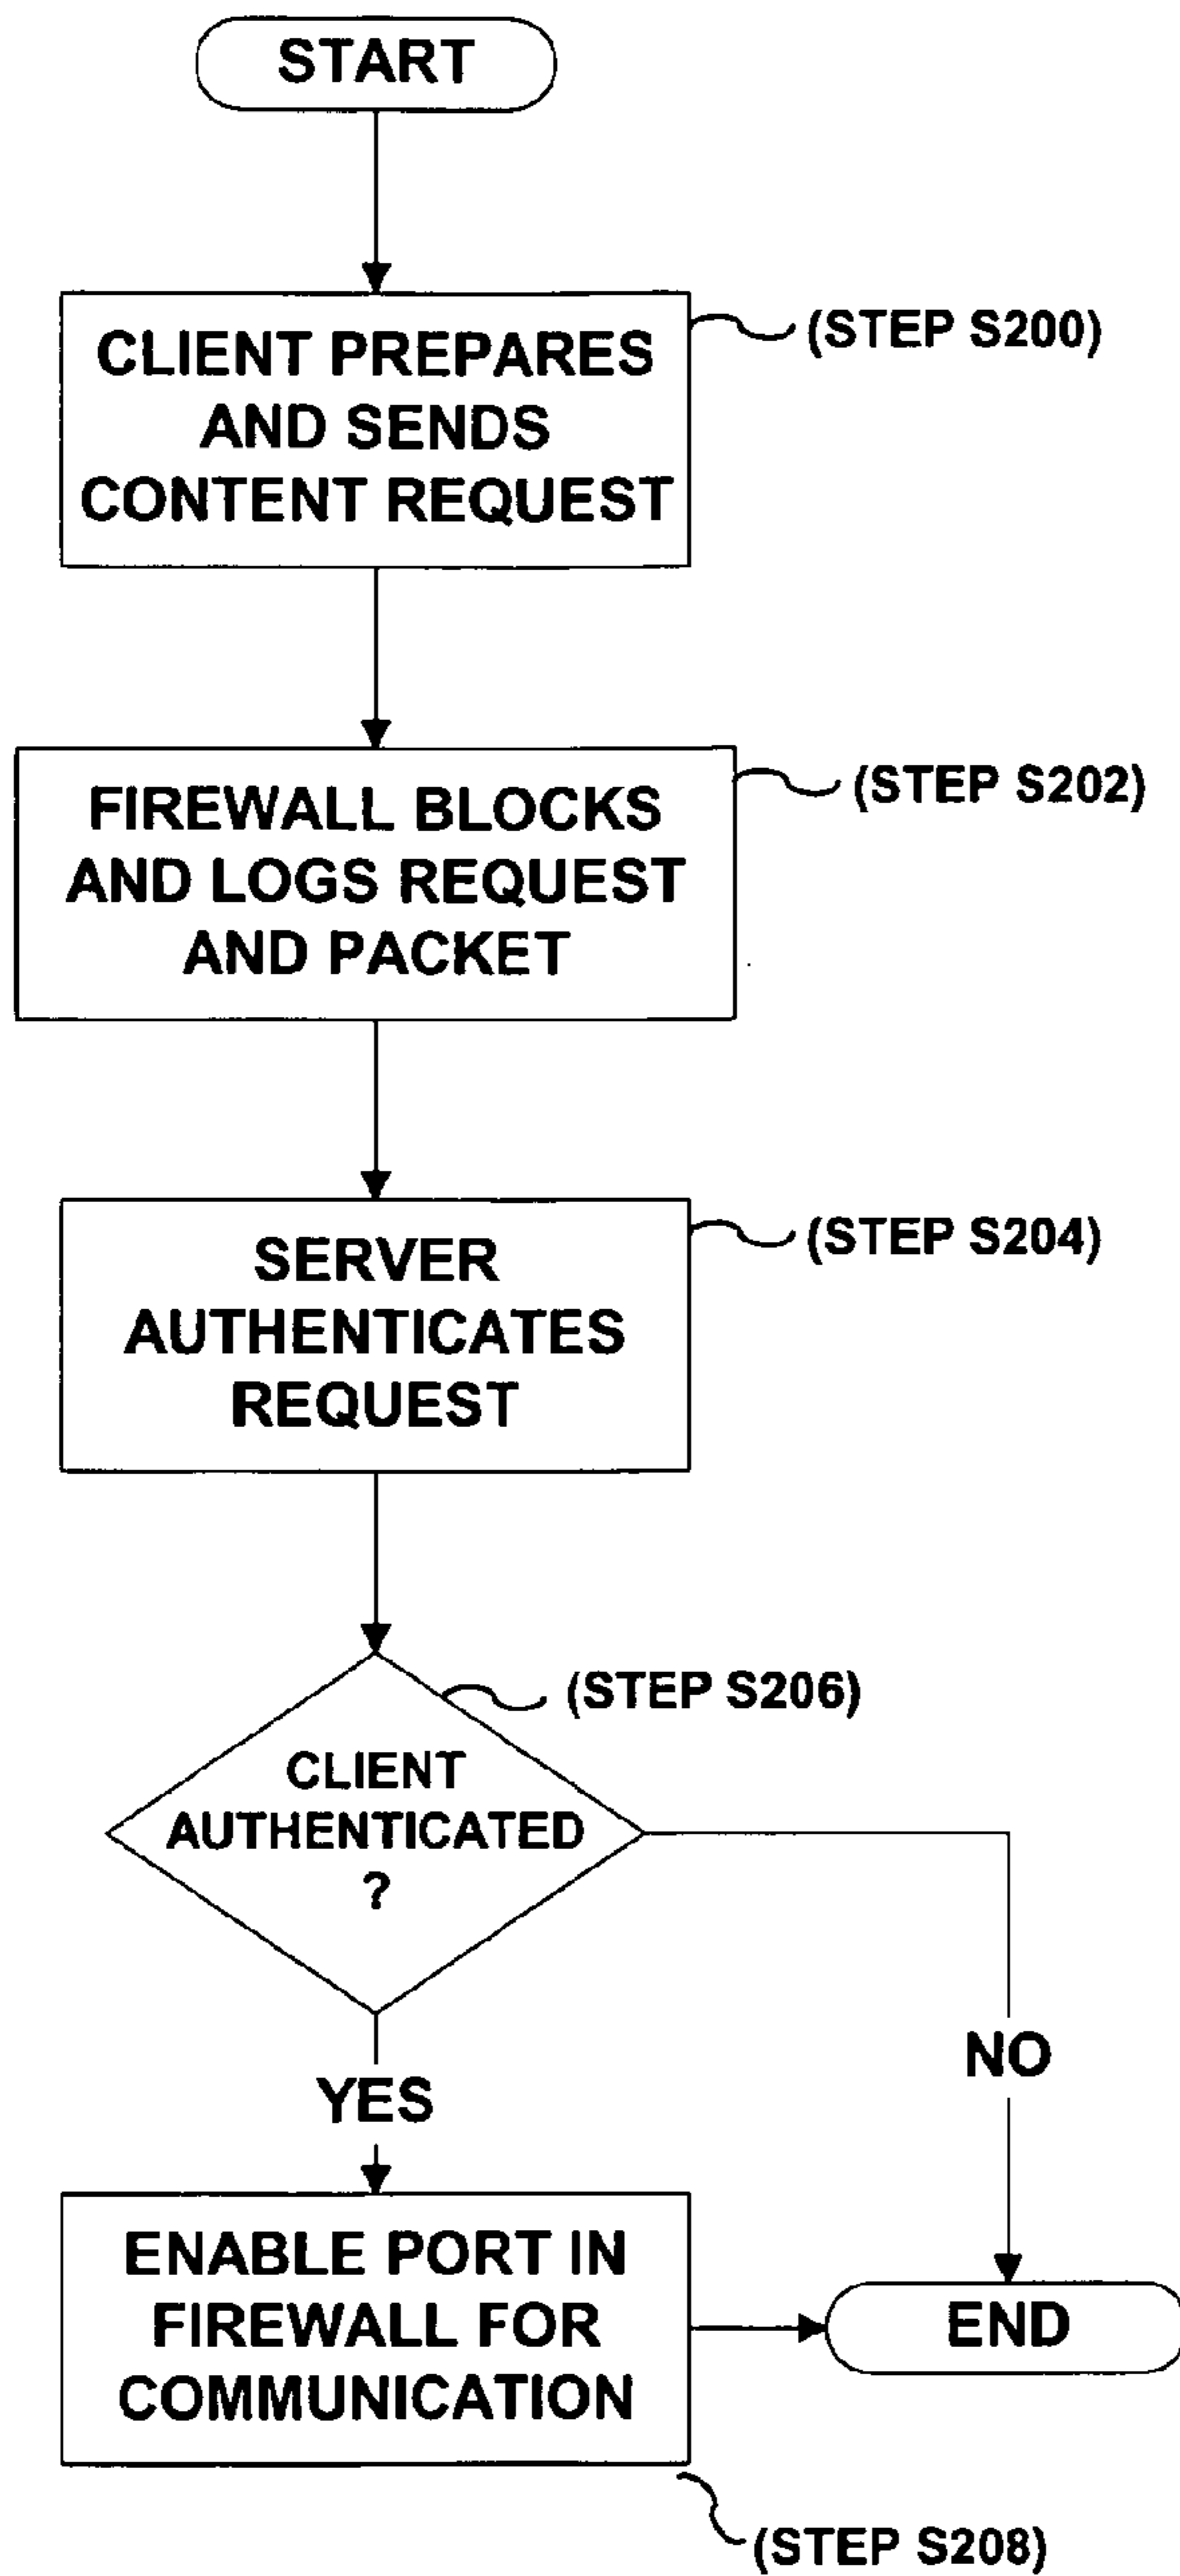 START
CLIENT PREPARES
AND SENDS
CONTENT REQUEST
(STEP S200)
FIREWALL BLOCKS
AND LOGS REQUEST
AND PACKET
(STEP S202)
SERVER
AUTHENTICATES
REQUEST
(STEP S204)
(STEP S206)
CLIENT
AUTHENTICATED
?
NO
YES
ENABLE PORT IN
FIREWALL FOR
COMMUNICATION
END
(STEP S208)